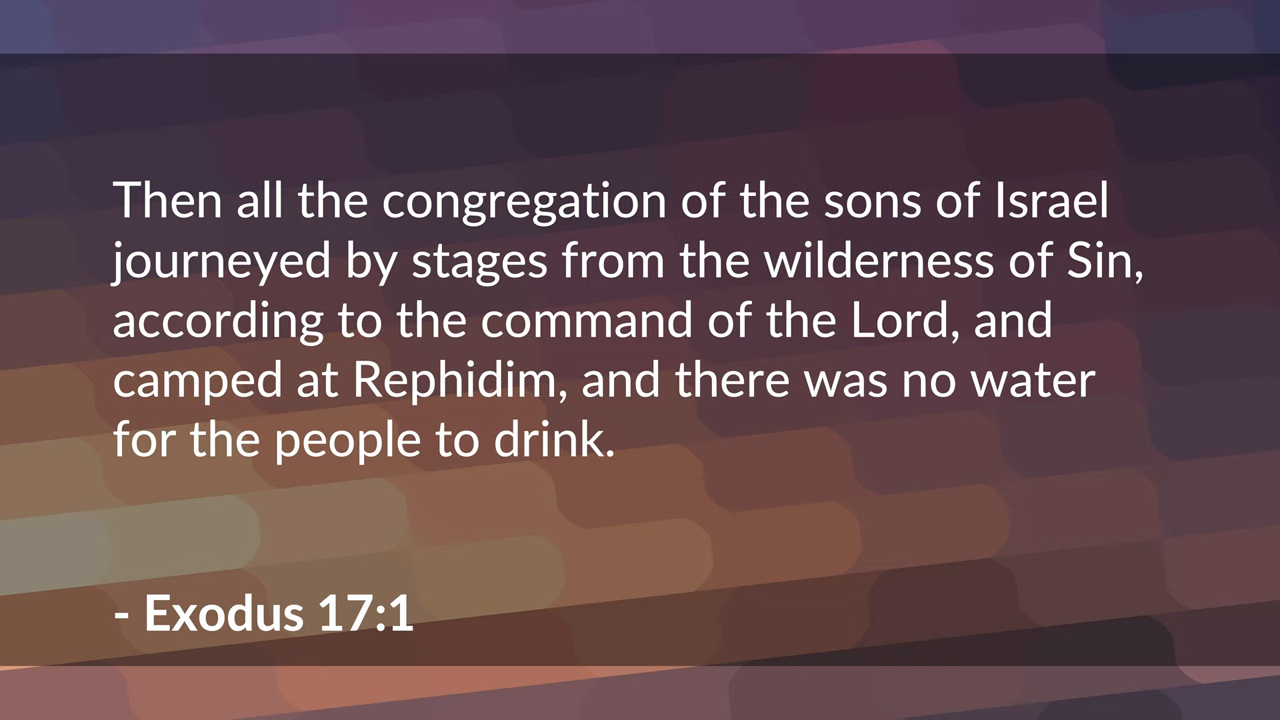 Then all the congregation of the sons of Israel
journeyed by stages from the wilderness of Sin,
according to the command of the Lord, and
camped at Rephidim, and there was no water
for the people to drink.
- Exodus 17:1